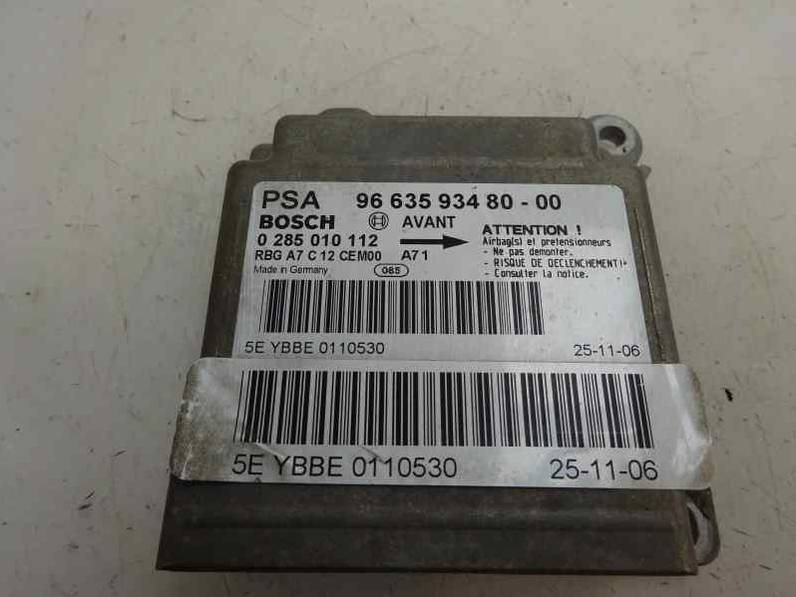 PSA 96 635 934 80 - 00
BOSCH AVANT
0 285 010 112
RBG A7 C 12 CEM00 A71
Made in Germany 085
ATTENTION !
Airbag(s) et pretensionneurs
- Ne pas demonter.
- RISQUE DE DECLENCHEMENT!
- Consulter la notice.
5E YBBE 0110530 25-11-06
5E YBBE 0110530 25-11-06